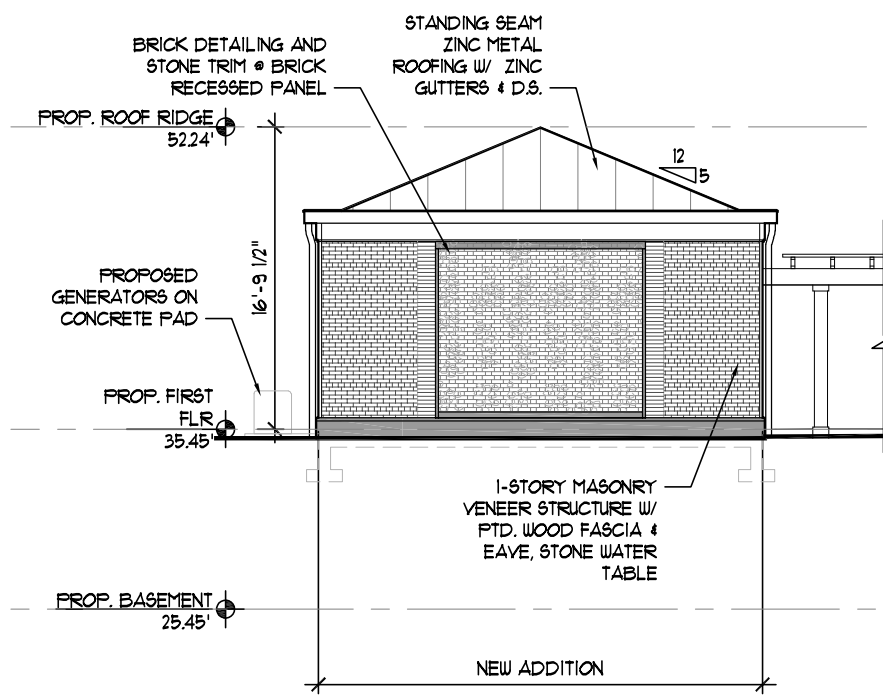 STANDING SEAM
ZINC METAL
ROOFING W/ ZINC
GUTTERS & D.S.
BRICK DETAILING AND
STONE TRIM @ BRICK
RECESSED PANEL
PROP. ROOF RIDGE
52.24'
12
5
16'-9 1/2"
PROPOSED
GENERATORS ON
CONCRETE PAD
PROP. FIRST
FLR
35.45'
1-STORY MASONRY
VENEER STRUCTURE W/
PTD. WOOD FASCIA &
EAVE, STONE WATER
TABLE
PROP. BASEMENT
25.45'
NEW ADDITION